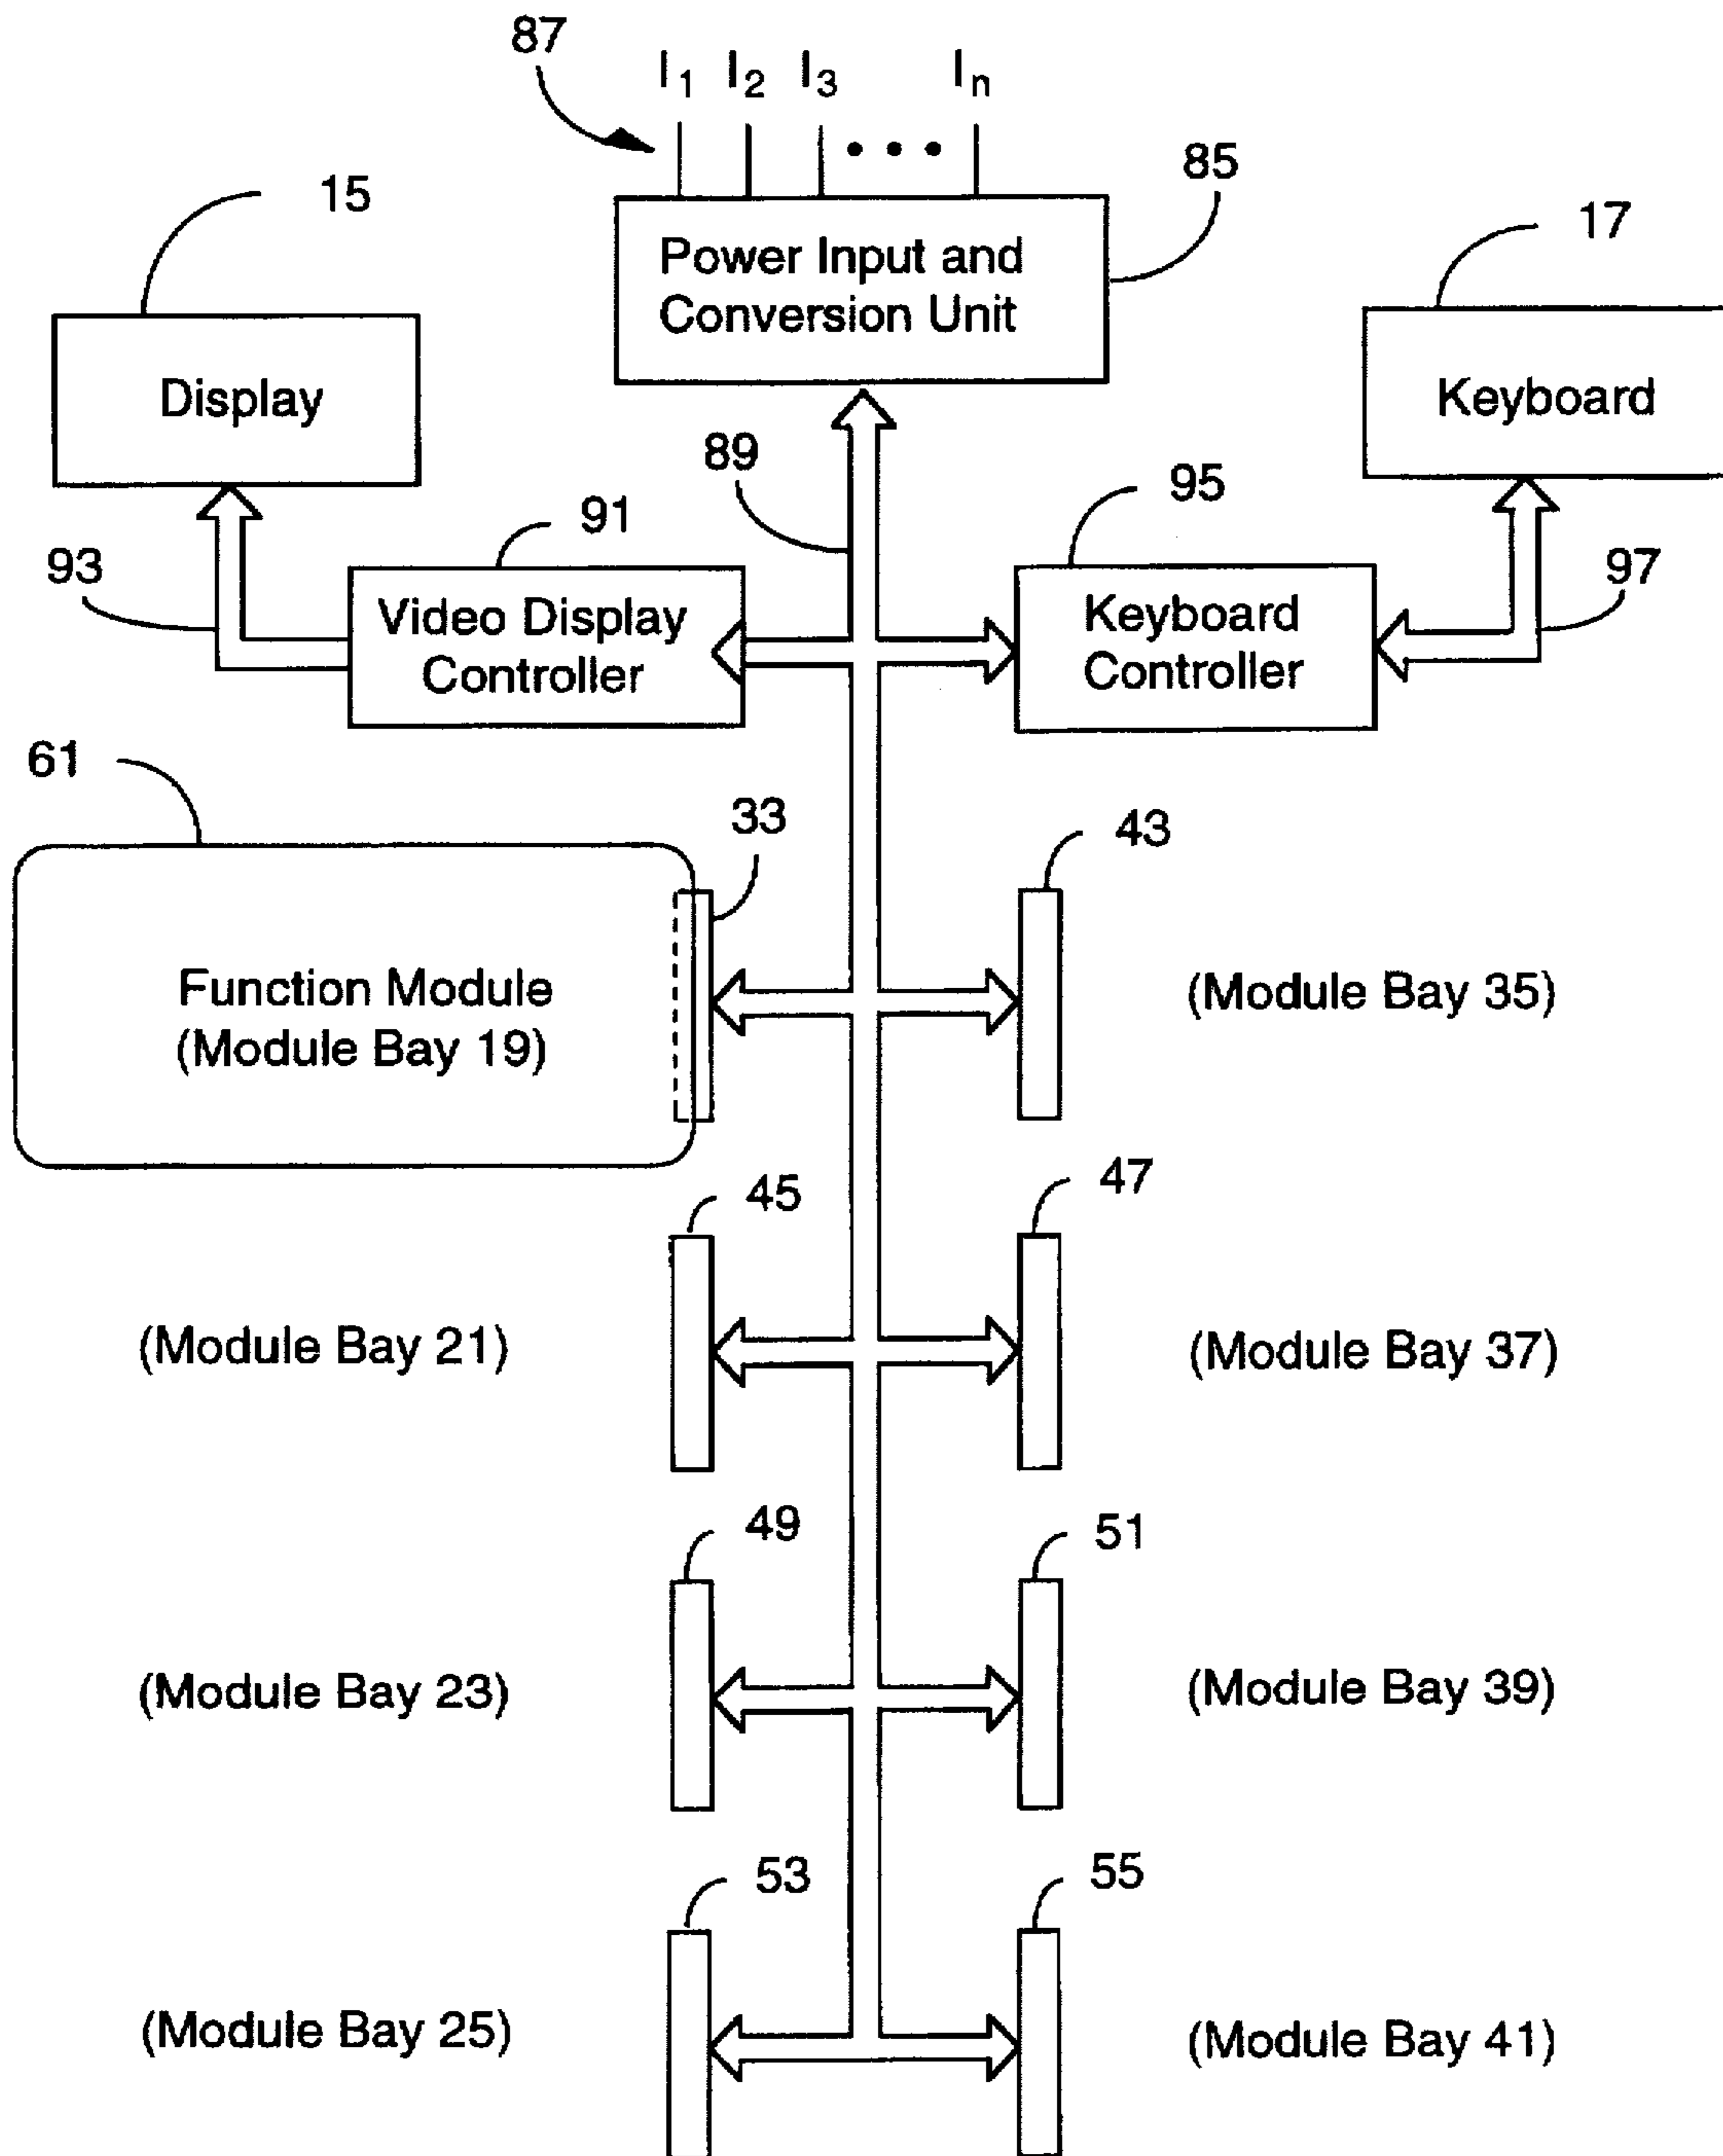 87
I1 I2 I3 • • • In
85
15
17
Power Input and
Conversion Unit
Display
Keyboard
89
91
95
93
97
Video Display
Controller
Keyboard
Controller
61
33
43
Function Module
(Module Bay 19)
(Module Bay 35)
45
47
(Module Bay 21)
(Module Bay 37)
49
51
(Module Bay 23)
(Module Bay 39)
53
55
(Module Bay 25)
(Module Bay 41)